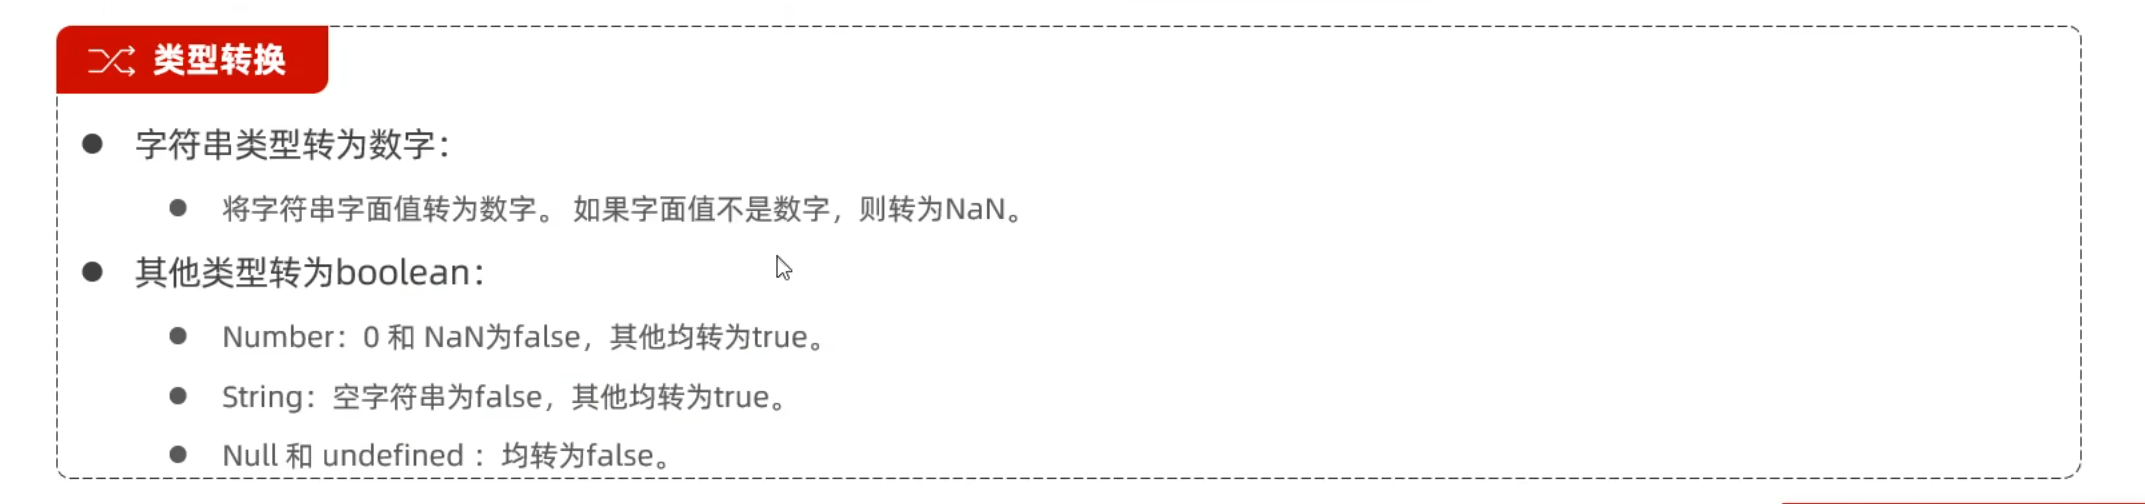 类型转换
字符串类型转为数字：
将字符串字面值转为数字。 如果字面值不是数字，则转为NaN。
其他类型转为boolean：
Number：0 和 NaN为false，其他均转为true。
String：空字符串为false，其他均转为true。
Null 和 undefined ：均转为false。